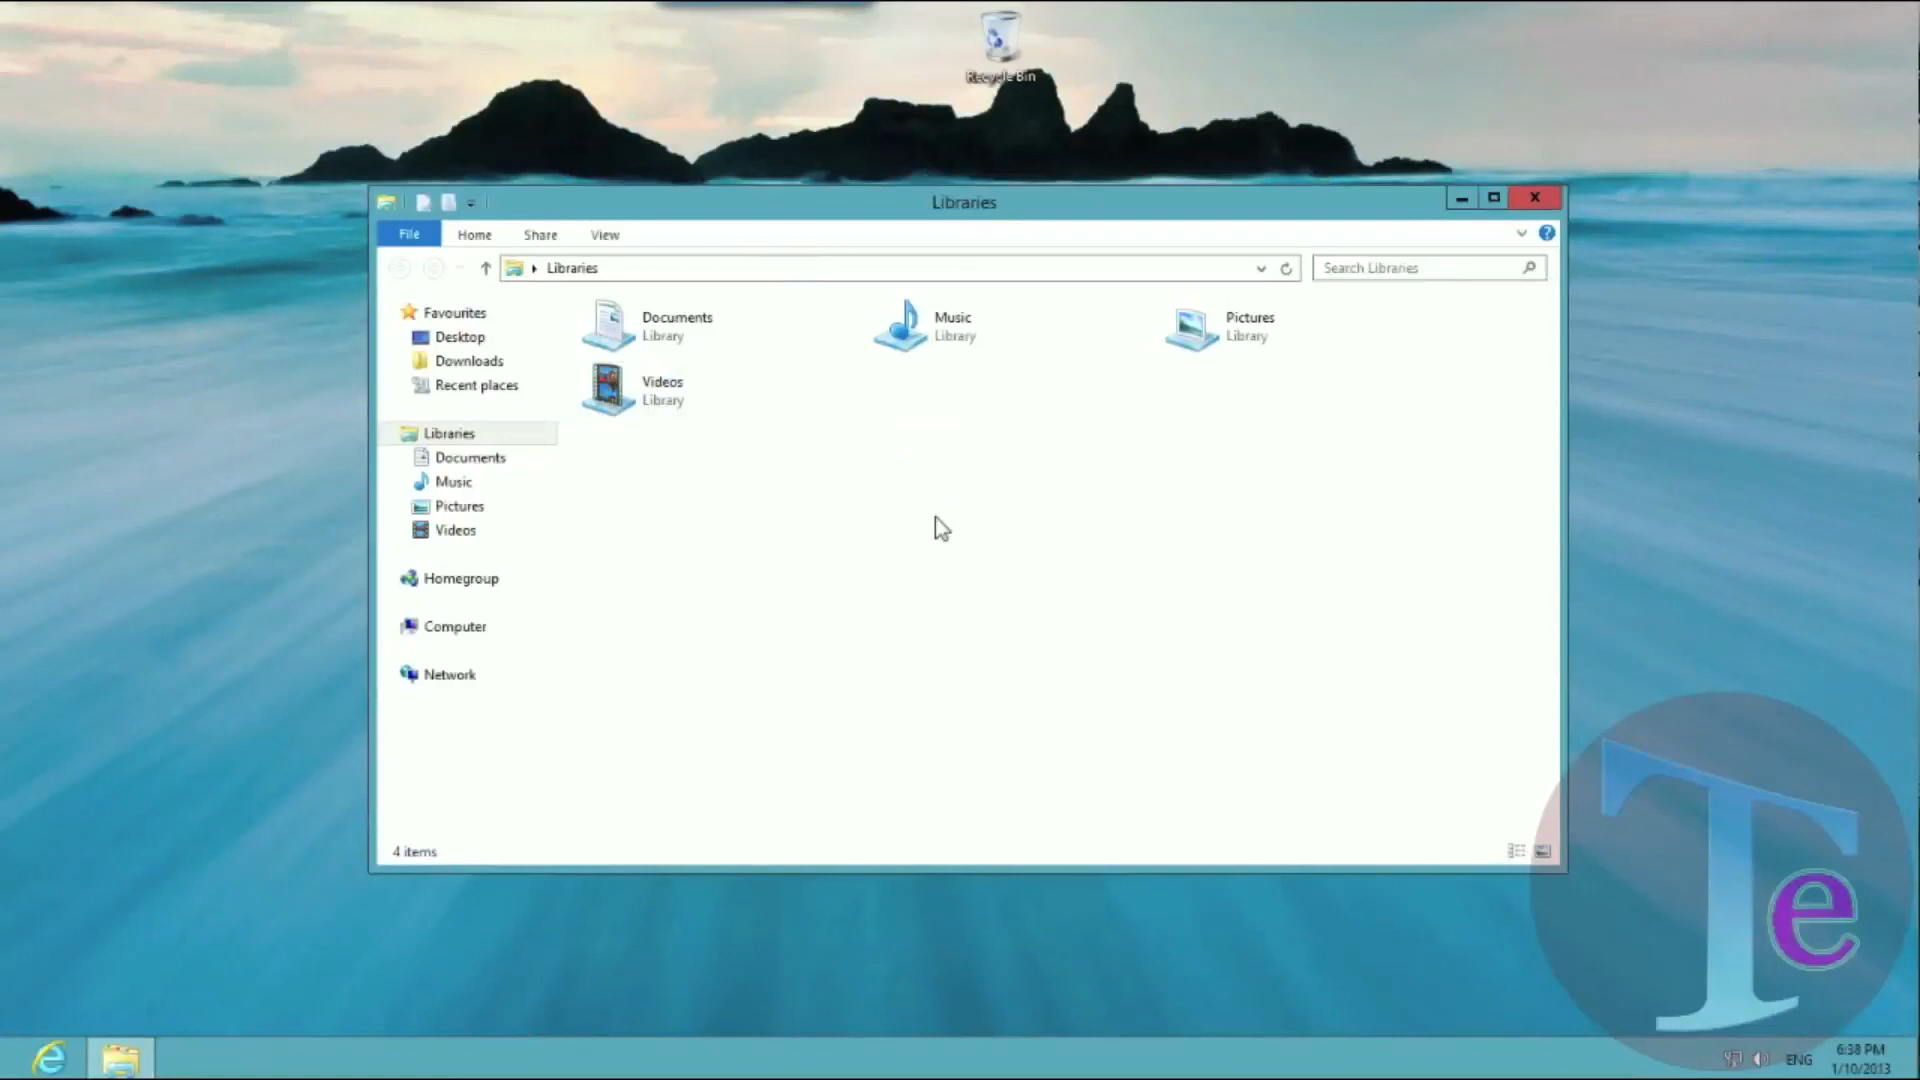 Recycle Bin
Libraries
File Home Share View
Libraries
Search Libraries
Favourites
Desktop
Downloads
Recent places
Libraries
Documents
Music
Pictures
Videos
Homegroup
Computer
Network
Documents
Library
Music
Library
Pictures
Library
Videos
Library
4 items
Te
ENG
6:38 PM
1/10/2013